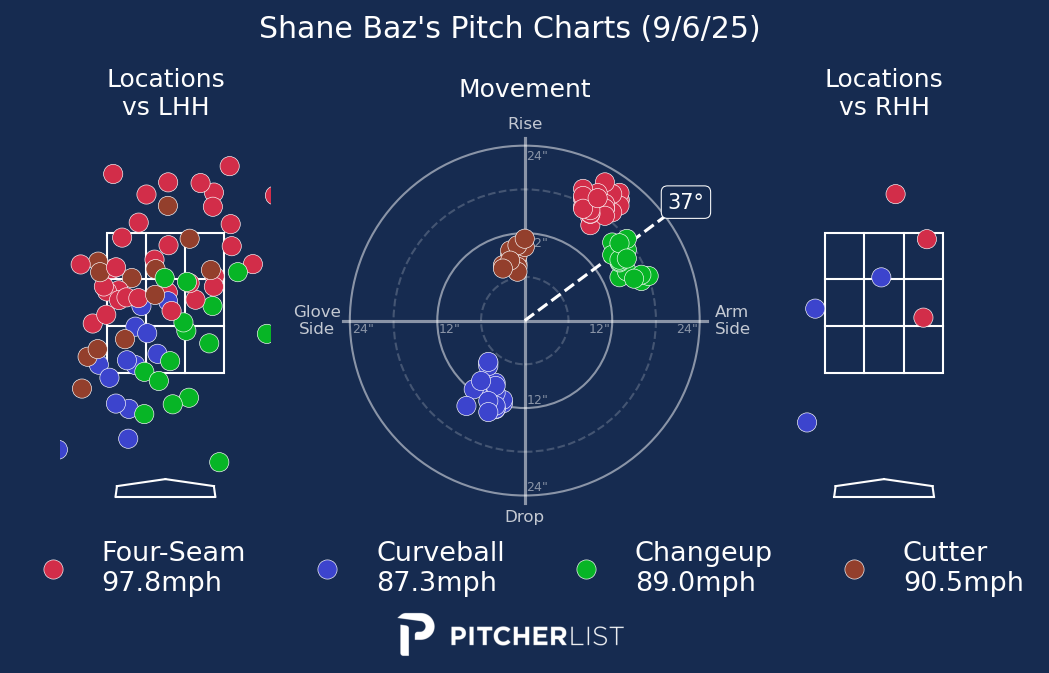 Shane Baz's Pitch Charts (9/6/25)
Locations
vs LHH
Movement
Locations
vs RHH
Rise
24"
37°
Glove
Side
24"
12"
12"
24"
Arm
Side
12"
24"
Drop
Four-Seam
97.8mph
Curveball
87.3mph
Changeup
89.0mph
Cutter
90.5mph
PITCHERLIST